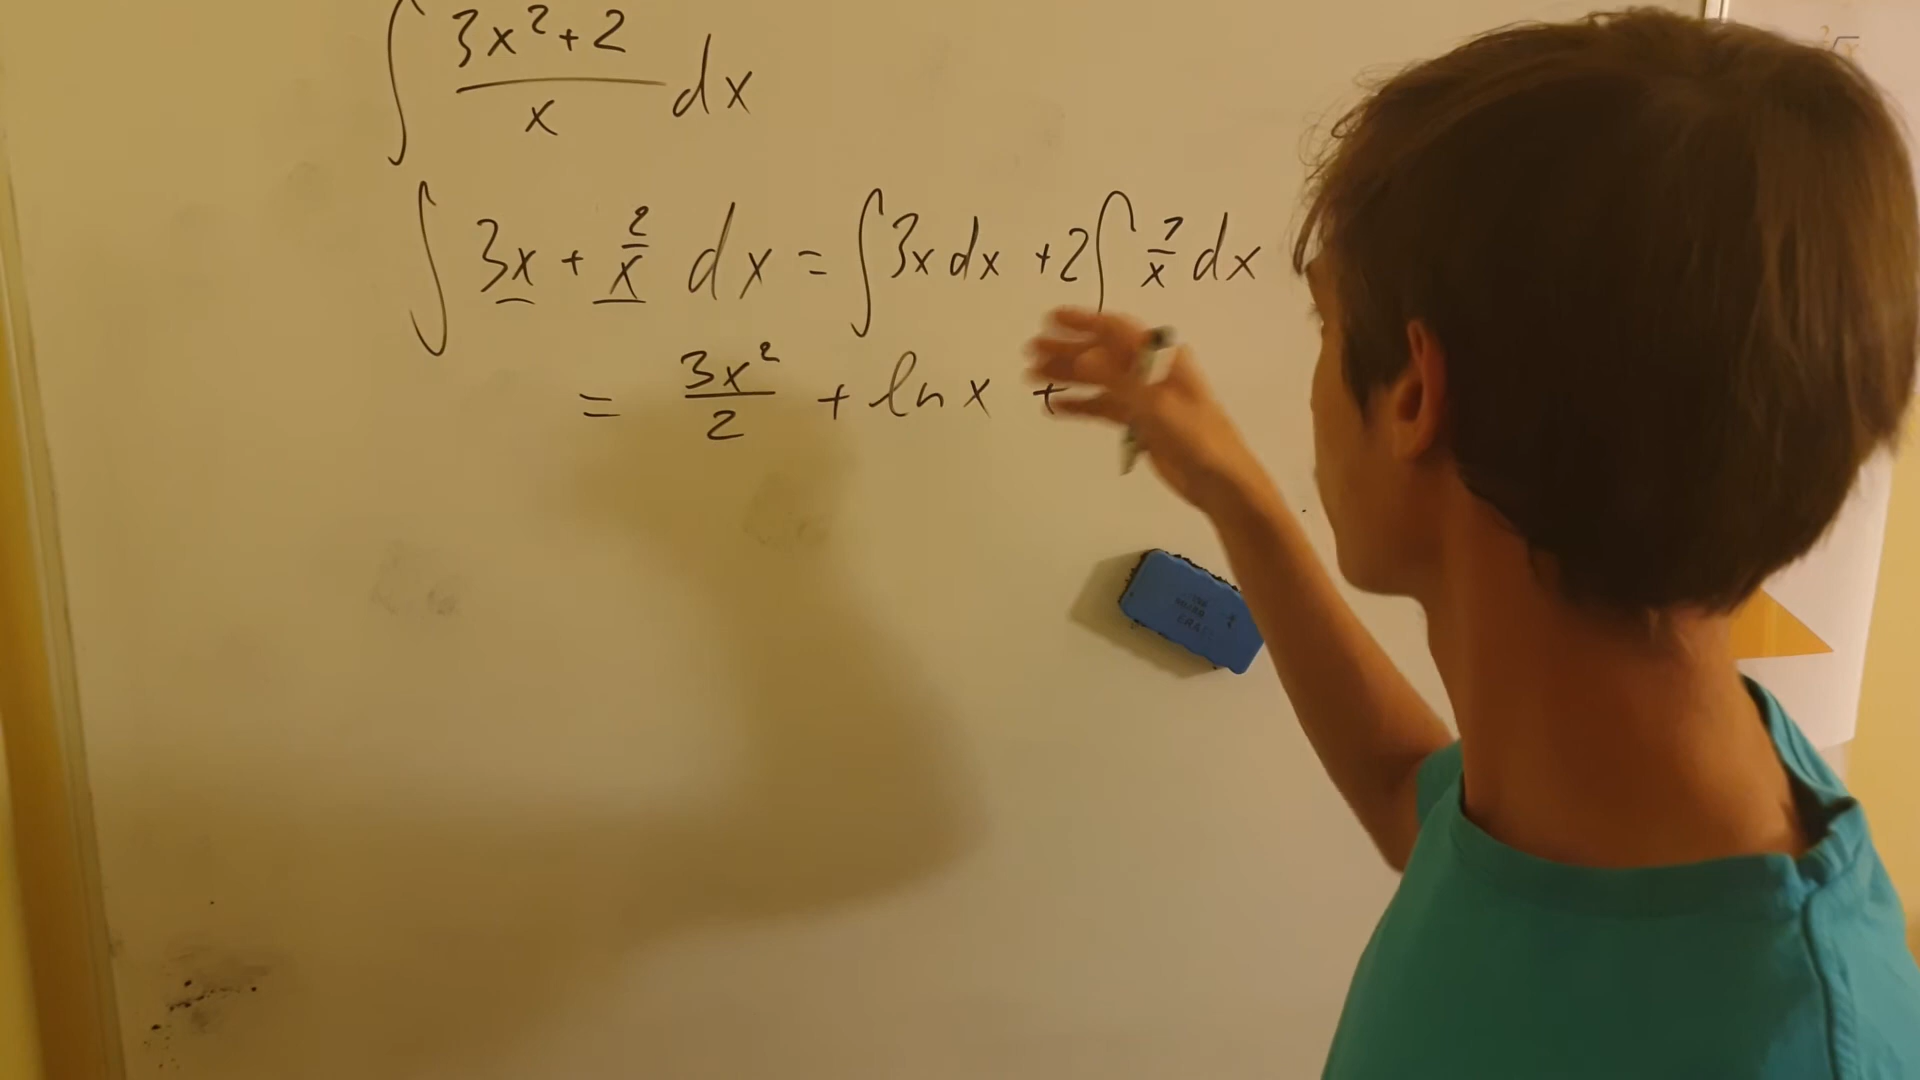 ∫ (3x²+2)/x dx
∫ 3x + 2/x dx = ∫3x dx + 2∫ 1/x dx
= 3x²/2 + ln x +